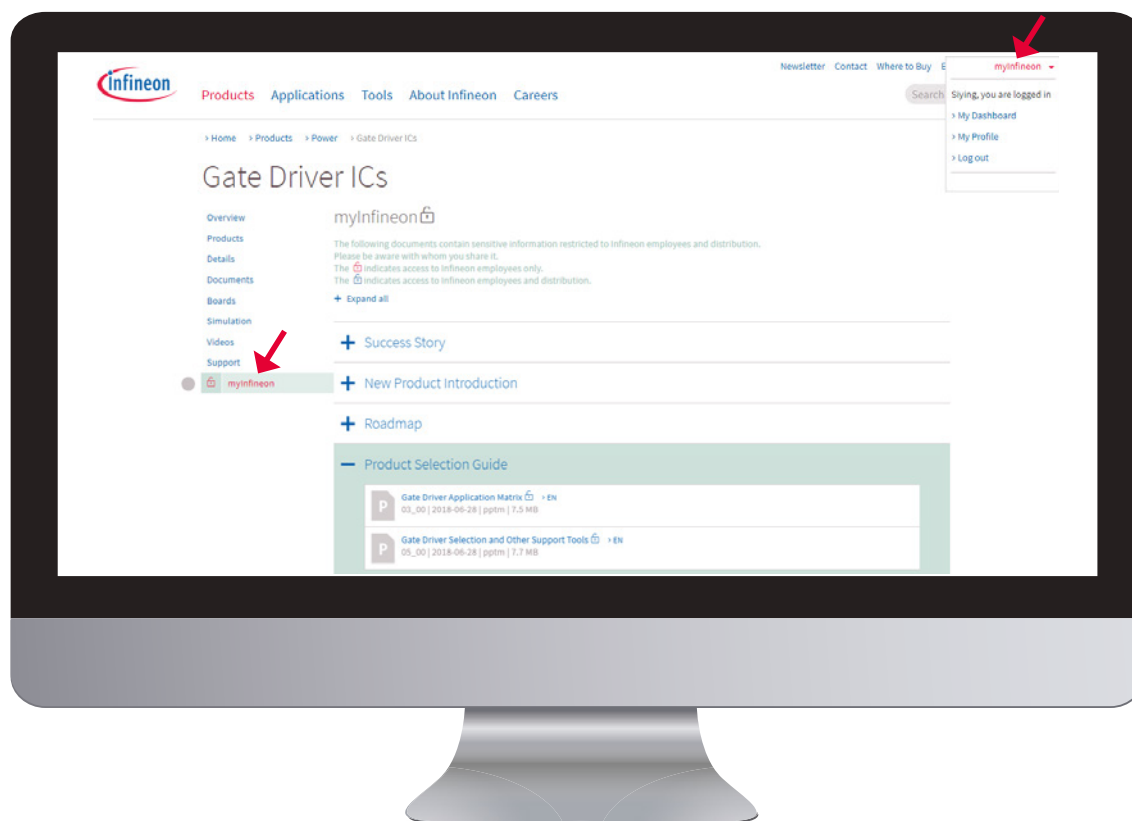 infineon
Newsletter Contact Where to Buy E
myInfineon
Products Applications Tools About Infineon Careers
Search
Siying, you are logged in
> My Dashboard
> My Profile
> Log out
> Home > Products > Power > Gate Driver ICs
Gate Driver ICs
Overview
Products
Details
Documents
Boards
Simulation
Videos
Support
myInfineon
myInfineon
The following documents contain sensitive information restricted to Infineon employees and distribution.
Please be aware with whom you share it.
The indicates access to Infineon employees only.
The indicates access to Infineon employees and distribution.
+ Expand all
+ Success Story
+ New Product Introduction
+ Roadmap
− Product Selection Guide
P
Gate Driver Application Matrix > EN
03_00 | 2018-06-28 | pptm | 7.5 MB
P
Gate Driver Selection and Other Support Tools > EN
05_00 | 2018-06-28 | pptm | 7.7 MB